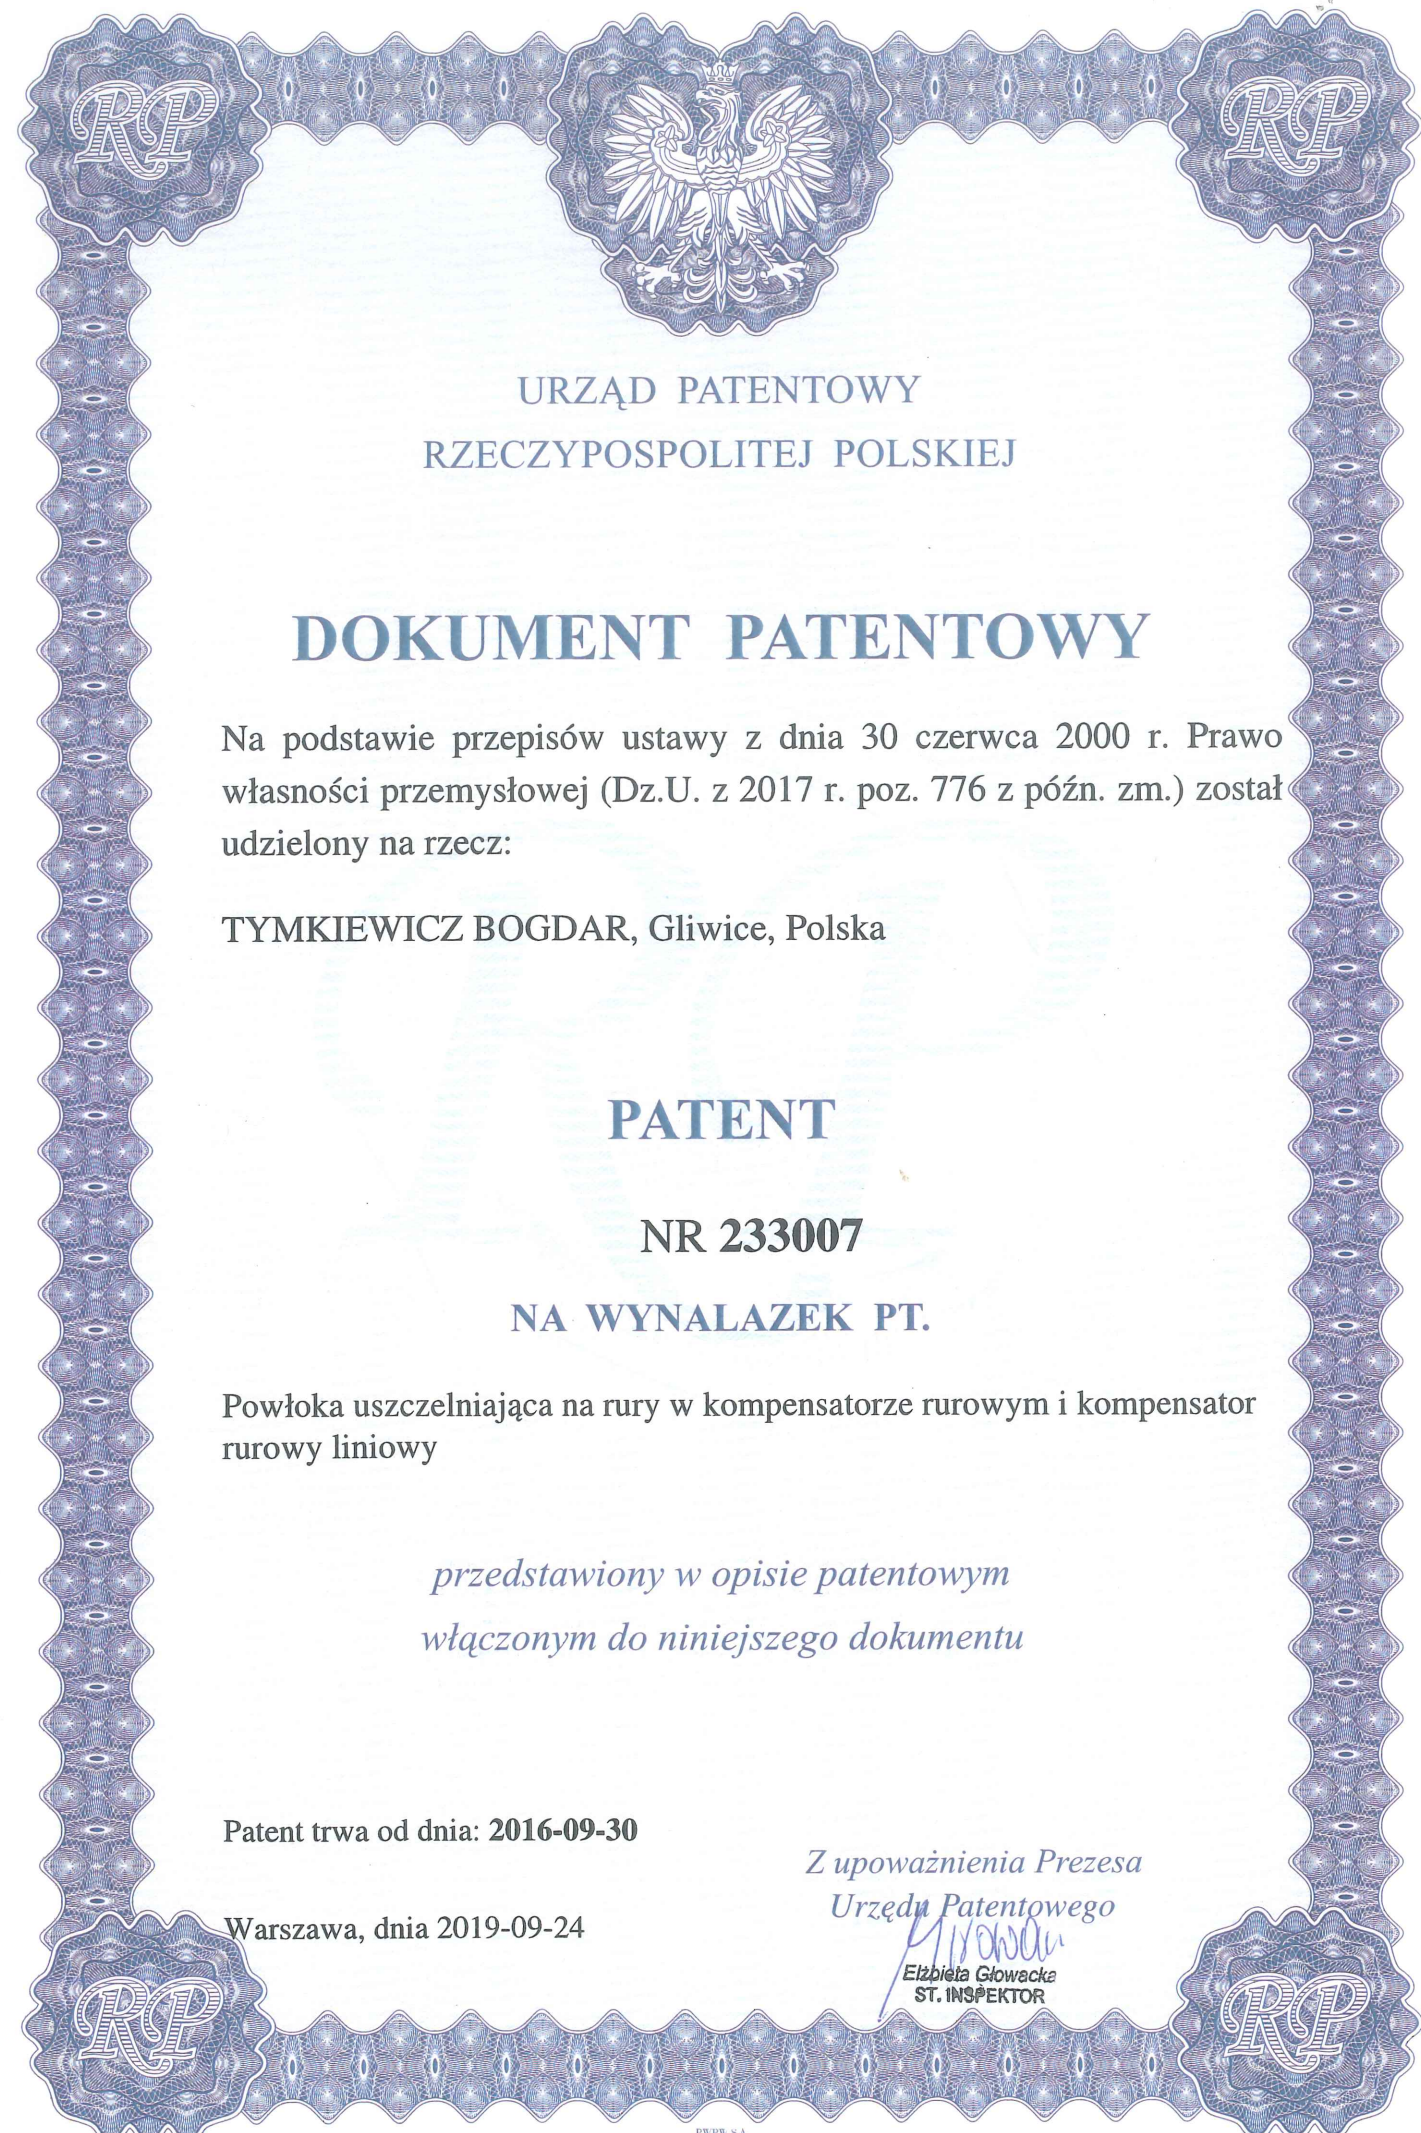 RP
RP
URZĄD PATENTOWY
RZECZYPOSPOLITEJ POLSKIEJ
DOKUMENT PATENTOWY
Na podstawie przepisów ustawy z dnia 30 czerwca 2000 r. Prawo
własności przemysłowej (Dz.U. z 2017 r. poz. 776 z późn. zm.) został
udzielony na rzecz:
TYMKIEWICZ BOGDAR, Gliwice, Polska
PATENT
NR 233007
NA WYNALAZEK PT.
Powłoka uszczelniająca na rury w kompensatorze rurowym i kompensator
rurowy liniowy
przedstawiony w opisie patentowym
włączonym do niniejszego dokumentu
Patent trwa od dnia: 2016-09-30
Z upoważnienia Prezesa
Urzędu Patentowego
Warszawa, dnia 2019-09-24
Elżbieta Głowacka
ST. INSPEKTOR
RP
RP